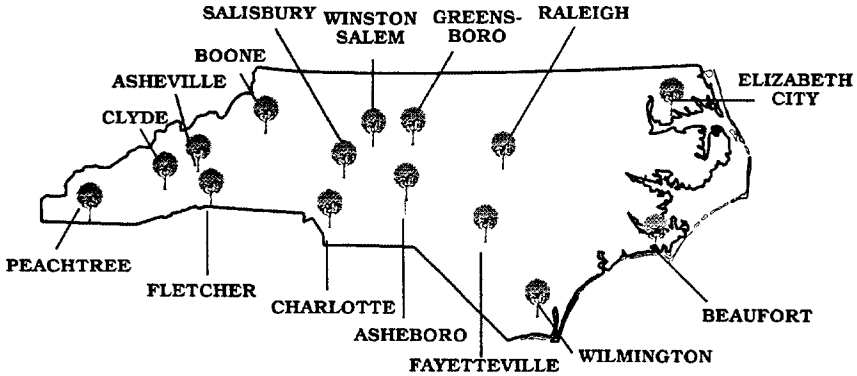 SALISBURY
WINSTON
SALEM
GREENS-
BORO
RALEIGH
BOONE
ASHEVILLE
CLYDE
ELIZABETH
CITY
PEACHTREE
FLETCHER
CHARLOTTE
ASHEBORO
FAYETTEVILLE
WILMINGTON
BEAUFORT